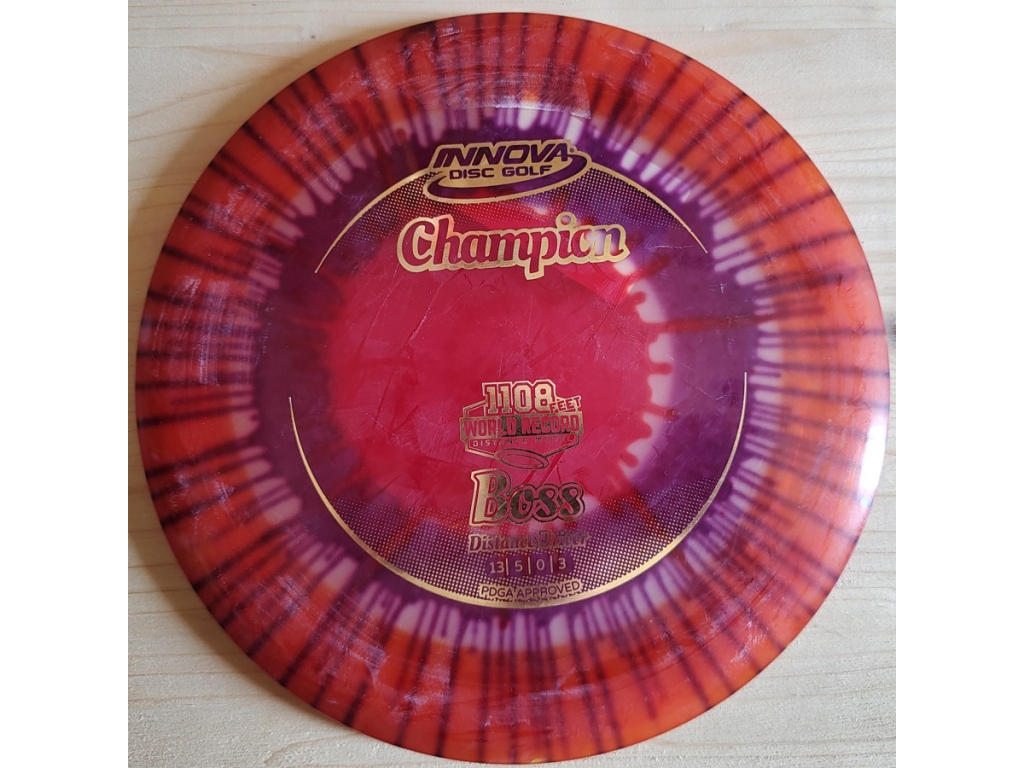 INNOVA
DISC GOLF
Champion
1108
FEET
WORLD RECORD
Boss
Distance Driver
13 | 5 | 0 | 3
PDGA APPROVED